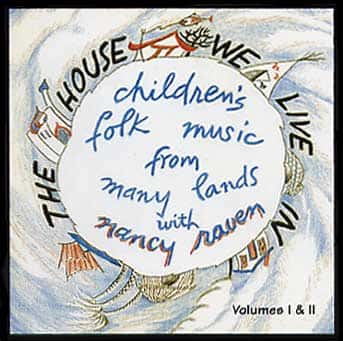 THE HOUSE WE LIVE IN
children's
folk music
from
many lands
with
nancy raven
Volumes I & II